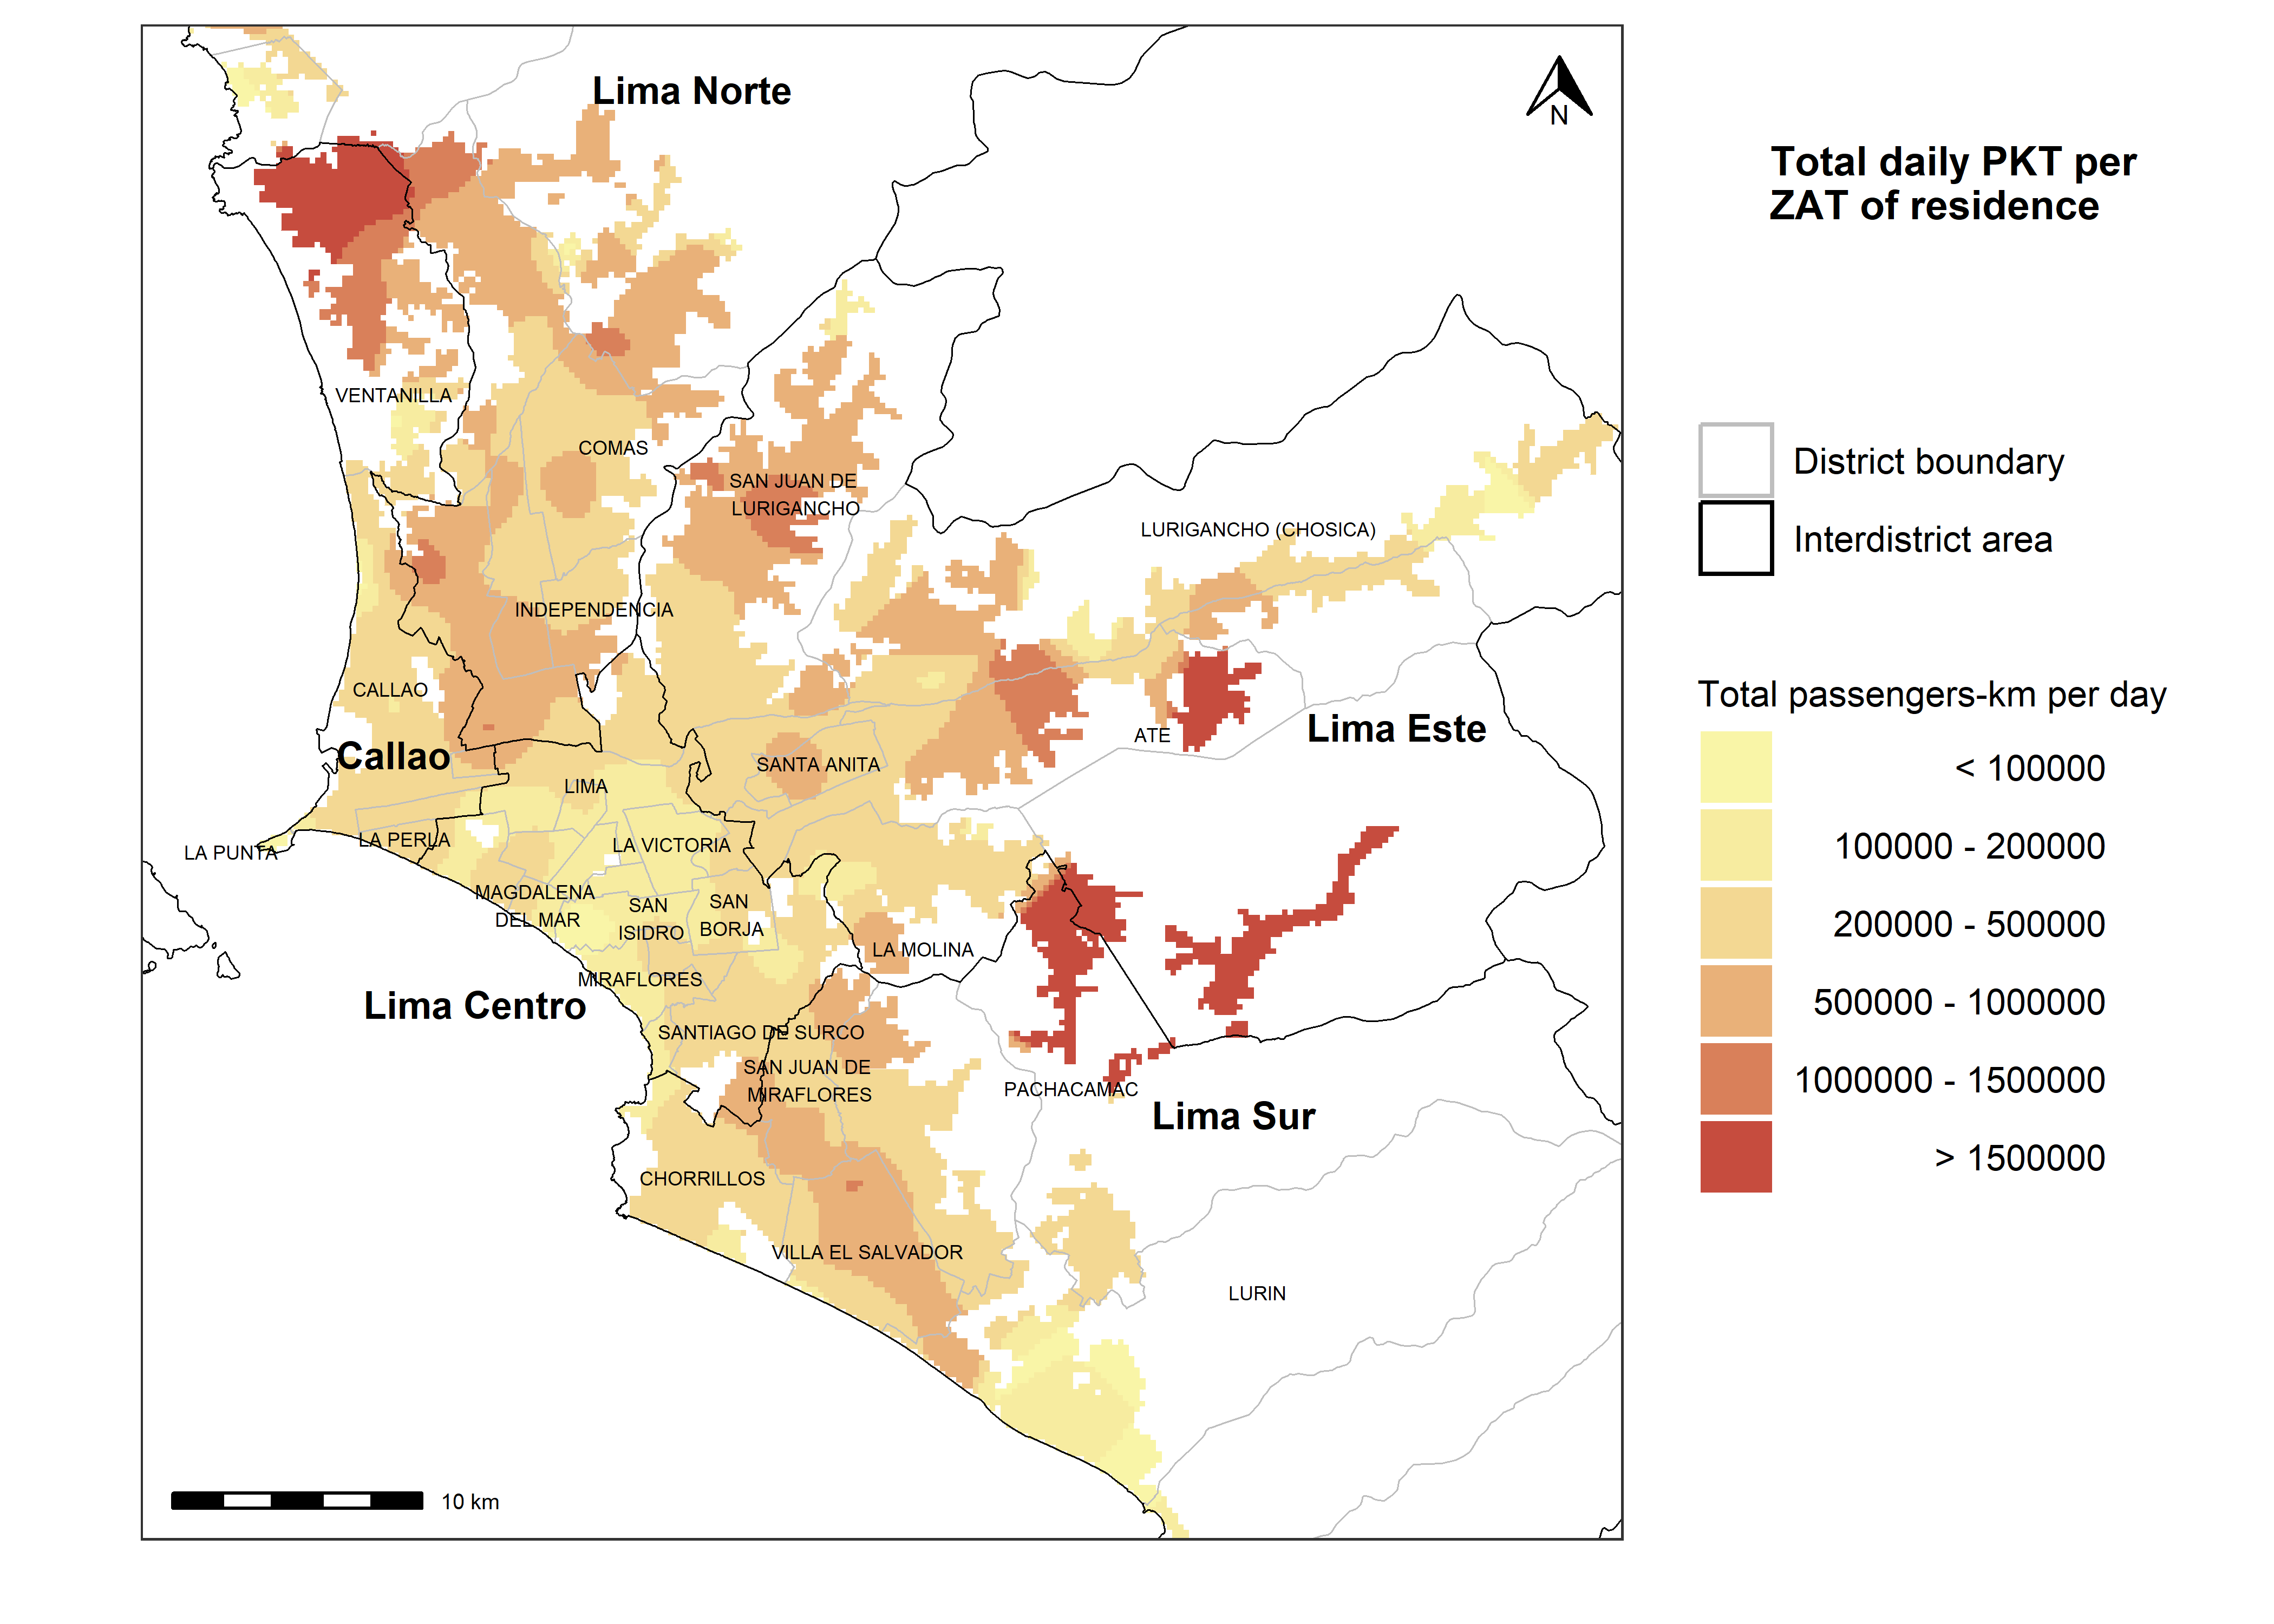 Lima Norte
N
VENTANILLA
COMAS
SAN JUAN DE
LURIGANCHO
LURIGANCHO (CHOSICA)
INDEPENDENCIA
CALLAO
Callao
ATE
Lima Este
SANTA ANITA
LIMA
LA PERLA
LA VICTORIA
LA PUNTA
MAGDALENA
DEL MAR
SAN
ISIDRO
SAN
BORJA
LA MOLINA
MIRAFLORES
Lima Centro
SANTIAGO DE SURCO
SAN JUAN DE
MIRAFLORES
PACHACAMAC
Lima Sur
CHORRILLOS
VILLA EL SALVADOR
LURIN
10 km
Total daily PKT per
ZAT of residence
District boundary
Interdistrict area
Total passengers-km per day
< 100000
100000 - 200000
200000 - 500000
500000 - 1000000
1000000 - 1500000
> 1500000